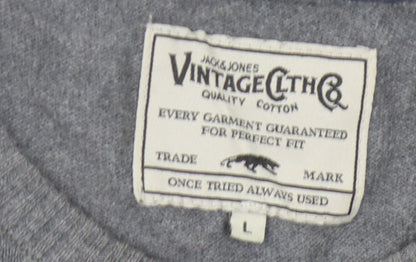 JACK & JONES
VINTAGE CLTH Co
QUALITY COTTON
EVERY GARMENT GUARANTEED
FOR PERFECT FIT
TRADE MARK
ONCE TRIED ALWAYS USED
L